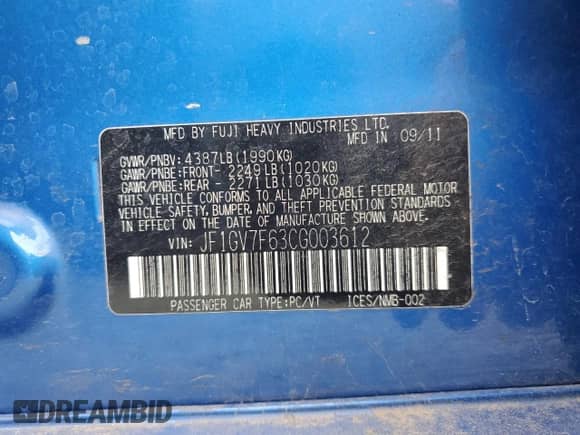 MFD BY FUJI HEAVY INDUSTRIES LTD.
MFD IN 09/11
GVWR/PNBV: 4387LB(1990KG)
GAWR/PNBE:FRONT- 2249LB(1020KG)
GAWR/PNBE:REAR - 2271LB(1030KG)
THIS VEHICLE CONFORMS TO ALL APPLICABLE FEDERAL MOTOR
VEHICLE SAFETY, BUMPER, AND THEFT PREVENTION STANDARDS
IN EFFECT ON THE DATE OF MANUFACTURE SHOWN ABOVE.
VIN: JF1GV7F63CG003612
PASSENGER CAR TYPE:PC/VT ICES/NMB-002
DREAMBID